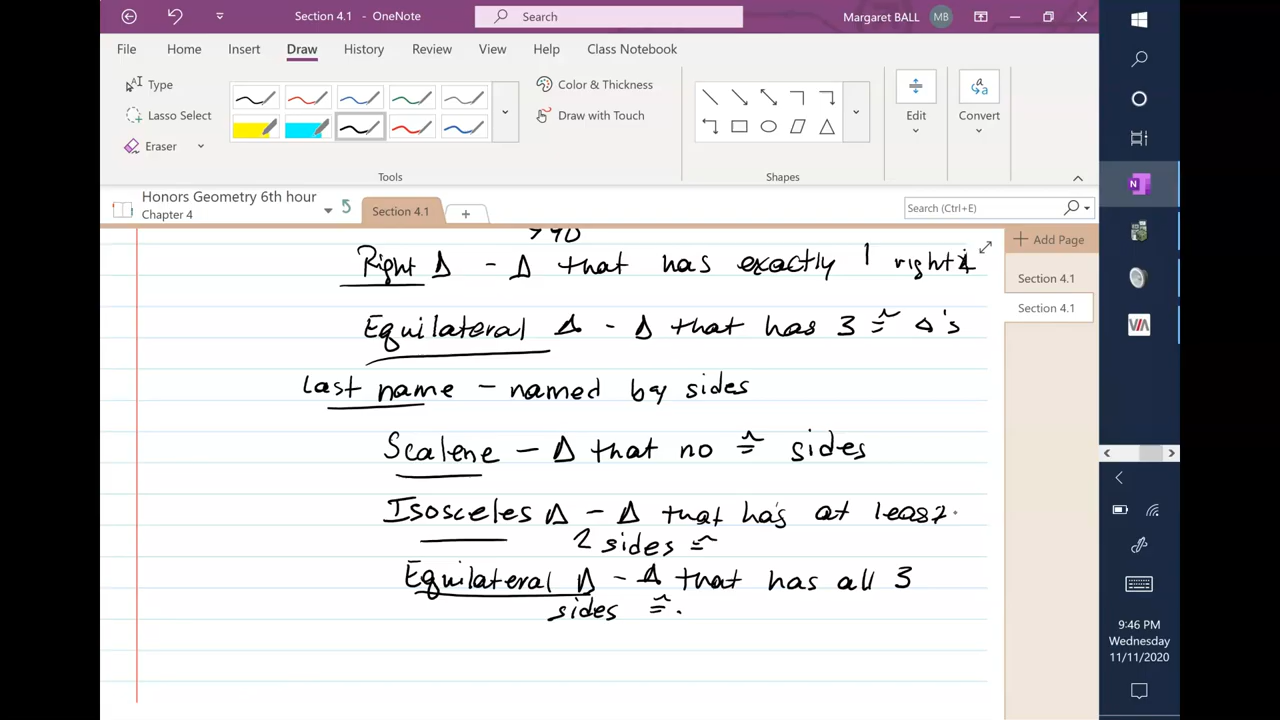 Section 4.1 - OneNote
Search
Margaret BALL
MB
File
Home
Insert
Draw
History
Review
View
Help
Class Notebook
Type
Lasso Select
Eraser
Color & Thickness
Draw with Touch
Edit
Convert
Tools
Shapes
Honors Geometry 6th hour
Chapter 4
Section 4.1
+
Search (Ctrl+E)
Add Page
Section 4.1
Section 4.1
>90
Right Δ - Δ that has exactly 1 right ∡
Equilateral Δ - Δ that has 3 ≅ Δ's
Last name - named by sides
Scalene - Δ that no ≅ sides
Isosceles Δ - Δ that has at least
2 sides ≅
Equilateral Δ - Δ that has all 3
sides ≅.
N
VIA
9:46 PM
Wednesday
11/11/2020